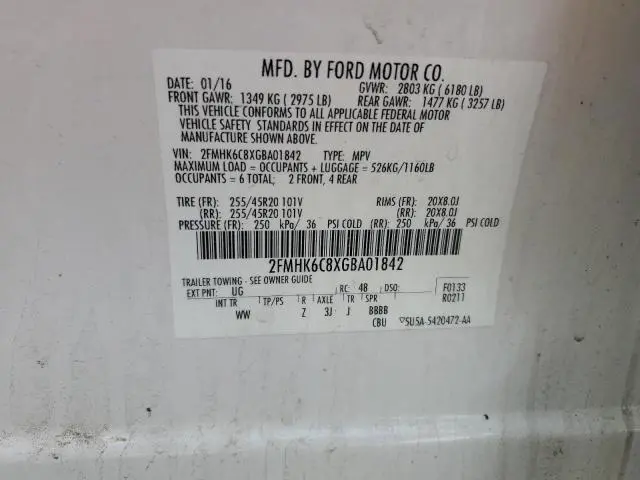 MFD. BY FORD MOTOR CO.
DATE: 01/16 GVWR: 2803 KG ( 6180 LB)
FRONT GAWR: 1349 KG ( 2975 LB) REAR GAWR: 1477 KG ( 3257 LB)
THIS VEHICLE CONFORMS TO ALL APPLICABLE FEDERAL MOTOR
VEHICLE SAFETY STANDARDS IN EFFECT ON THE DATE OF
MANUFACTURE SHOWN ABOVE.
VIN: 2FMHK6C8XGBA01842 TYPE: MPV
MAXIMUM LOAD = OCCUPANTS + LUGGAGE = 526KG/1160LB
OCCUPANTS = 6 TOTAL; 2 FRONT, 4 REAR
TIRE (FR): 255/45R20 101V RIMS (FR): 20X8.0J
(RR): 255/45R20 101V (RR): 20X8.0J
PRESSURE (FR): 250 kPa/ 36 PSI COLD (RR): 250 kPa/ 36 PSI COLD
2FMHK6C8XGBA01842
TRAILER TOWING - SEE OWNER GUIDE
EXT PNT: UG RC: 48 DSO: F0133
INT TR TP/PS R AXLE TR SPR R0211
WW Z 3J J BBBB
CBU SU5A-5420472-AA